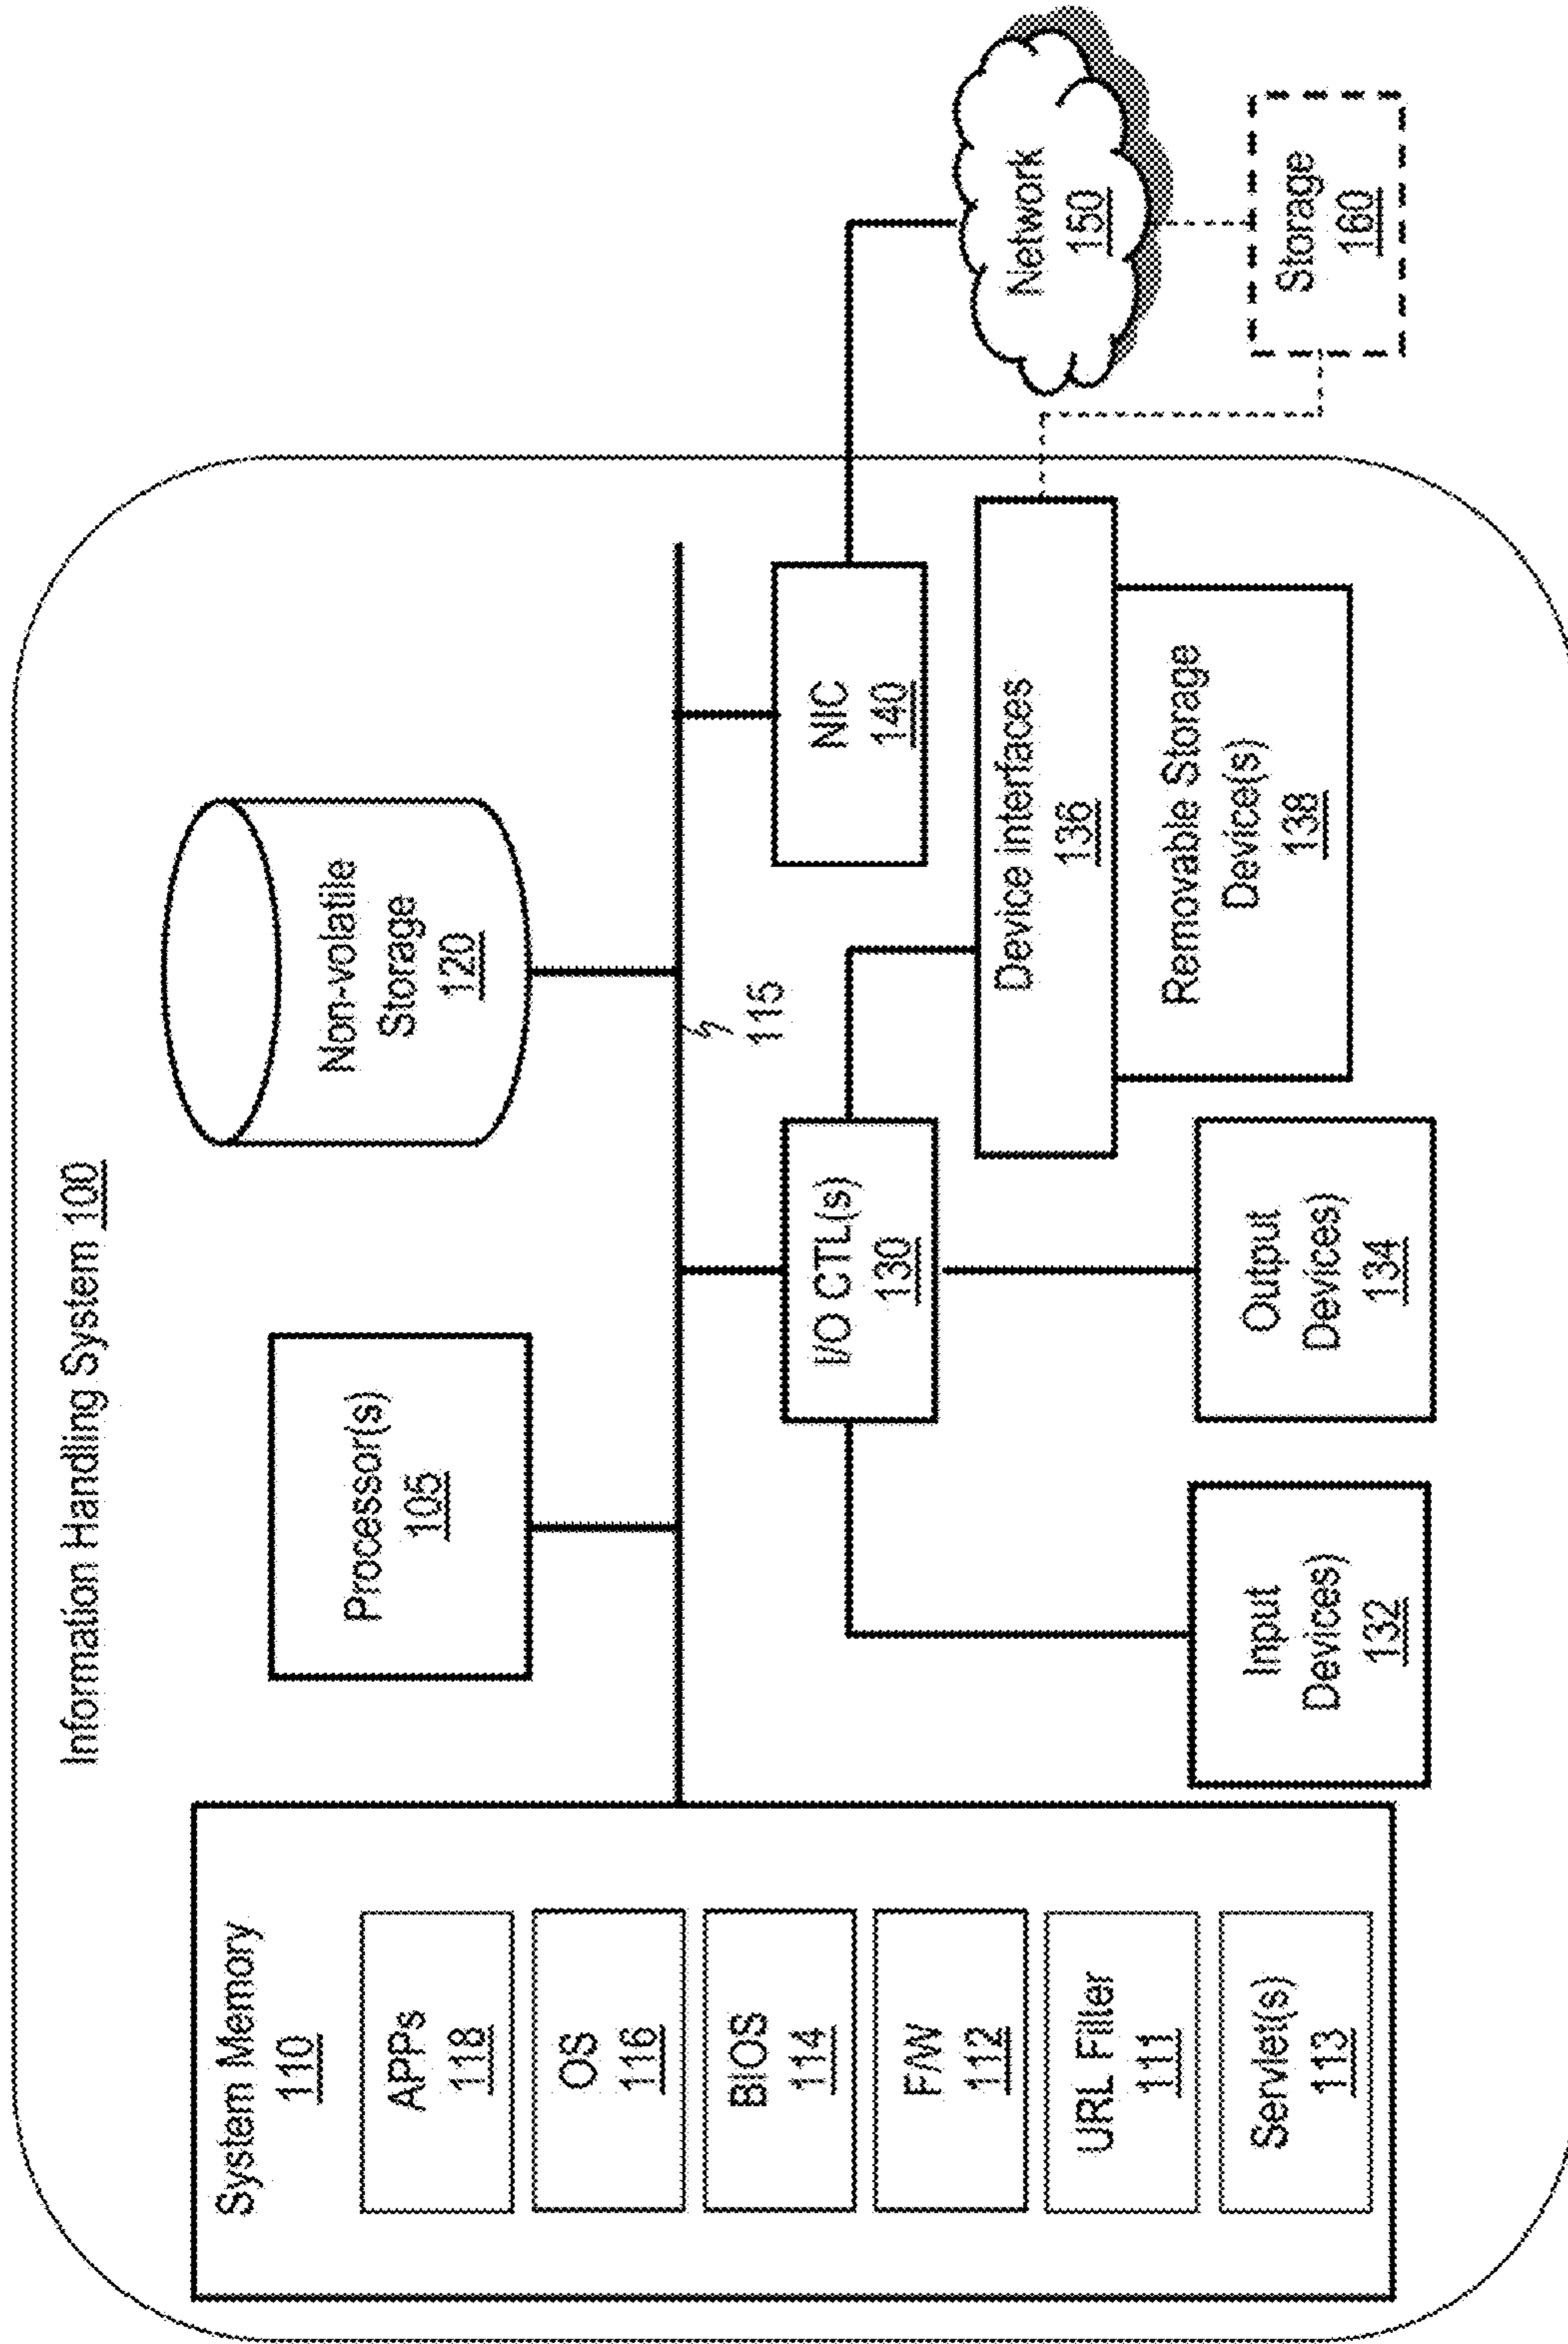 Information Handling System 100
System Memory
110
APPs
118
OS
116
BIOS
114
F/W
112
URL Filler
111
Servlet(s)
113
Processor(s)
105
Non-volatile
Storage
120
115
I/O CTL(s)
130
NIC
140
Device interfaces
136
Removable Storage
Device(s)
138
Input
Devices)
132
Output
Devices)
134
Network
150
Storage
160